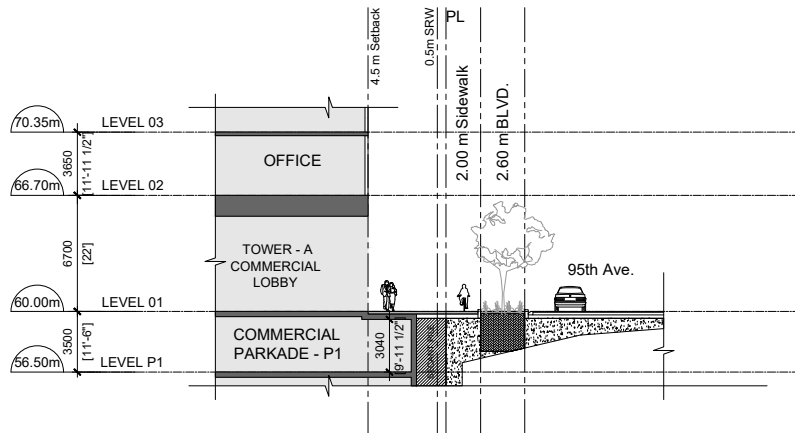 PL
4.5 m Setback
0.5m SRW
2.00 m Sidewalk
2.60 m BLVD.
70.35m
LEVEL 03
3650
[11'-11 1/2"]
OFFICE
66.70m
LEVEL 02
6700
[22']
TOWER - A
COMMERCIAL
LOBBY
95th Ave.
60.00m
LEVEL 01
3500
[11'-6"]
COMMERCIAL
PARKADE - P1
3040
[9'-11 1/2"]
56.50m
LEVEL P1